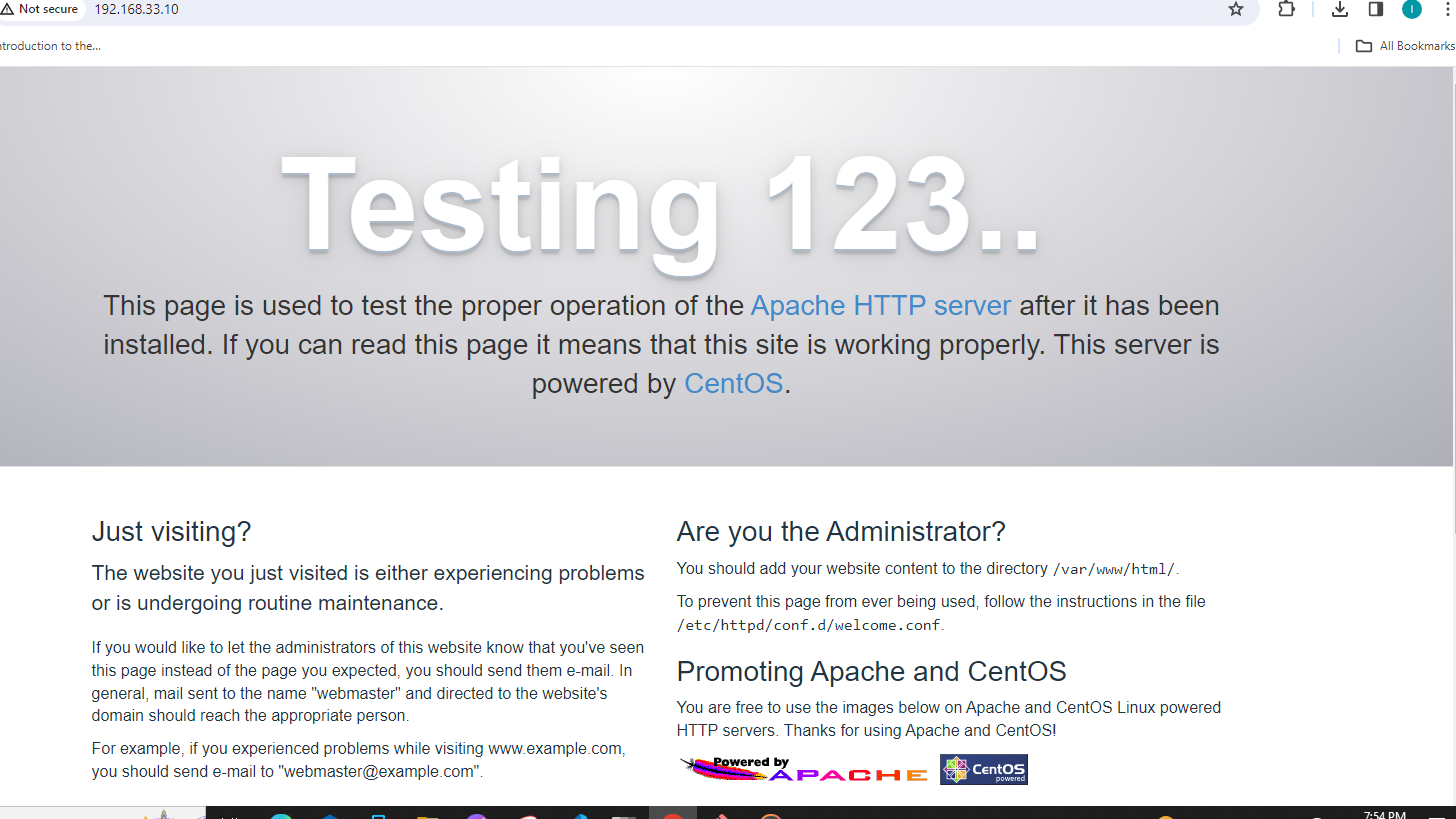 Not secure 192.168.33.10
ntroduction to the...
All Bookmarks
Testing 123..
This page is used to test the proper operation of the Apache HTTP server after it has been
installed. If you can read this page it means that this site is working properly. This server is
powered by CentOS.
Just visiting?
The website you just visited is either experiencing problems
or is undergoing routine maintenance.
If you would like to let the administrators of this website know that you've seen
this page instead of the page you expected, you should send them e-mail. In
general, mail sent to the name "webmaster" and directed to the website's
domain should reach the appropriate person.
For example, if you experienced problems while visiting www.example.com,
you should send e-mail to "webmaster@example.com".
Are you the Administrator?
You should add your website content to the directory /var/www/html/.
To prevent this page from ever being used, follow the instructions in the file
/etc/httpd/conf.d/welcome.conf.
Promoting Apache and CentOS
You are free to use the images below on Apache and CentOS Linux powered
HTTP servers. Thanks for using Apache and CentOS!
Powered by
APACHE
CentOS
powered
7:54 PM